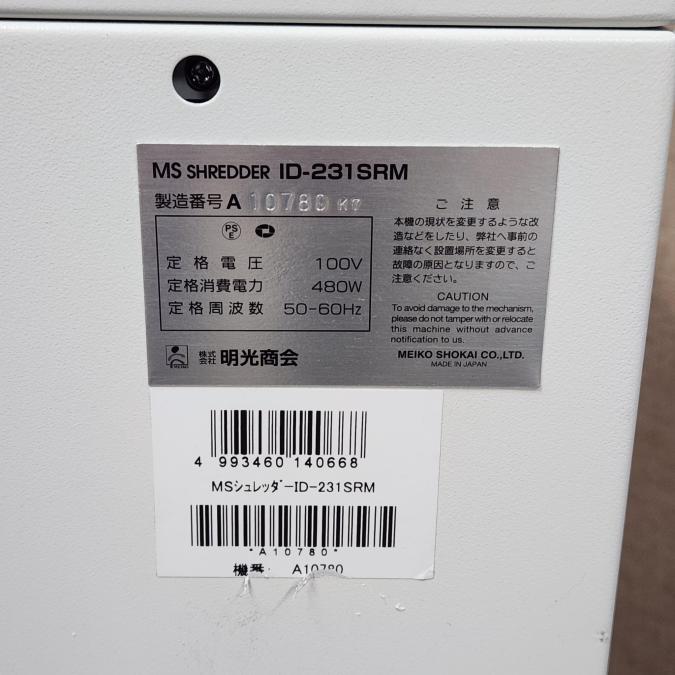 MS SHREDDER ID-231SRM
製造番号 A 10780 K7
PS
E
定格電圧 100V
定格消費電力 480W
定格周波数 50-60Hz
株式
会社 明光商会
ご注意
本機の現状を変更するような改
造などをしたり、弊社へ事前の
連絡なく設置場所を変更すると
故障の原因となりますので、ご
注意ください。
CAUTION
To avoid damage to the mechanism,
please do not tamper with or relocate
this machine without advance
notification to us.
MEIKO SHOKAI CO.,LTD.
MADE IN JAPAN
4 993460 140668
MSシュレッダーID-231SRM
*A10780*
機番: A10780